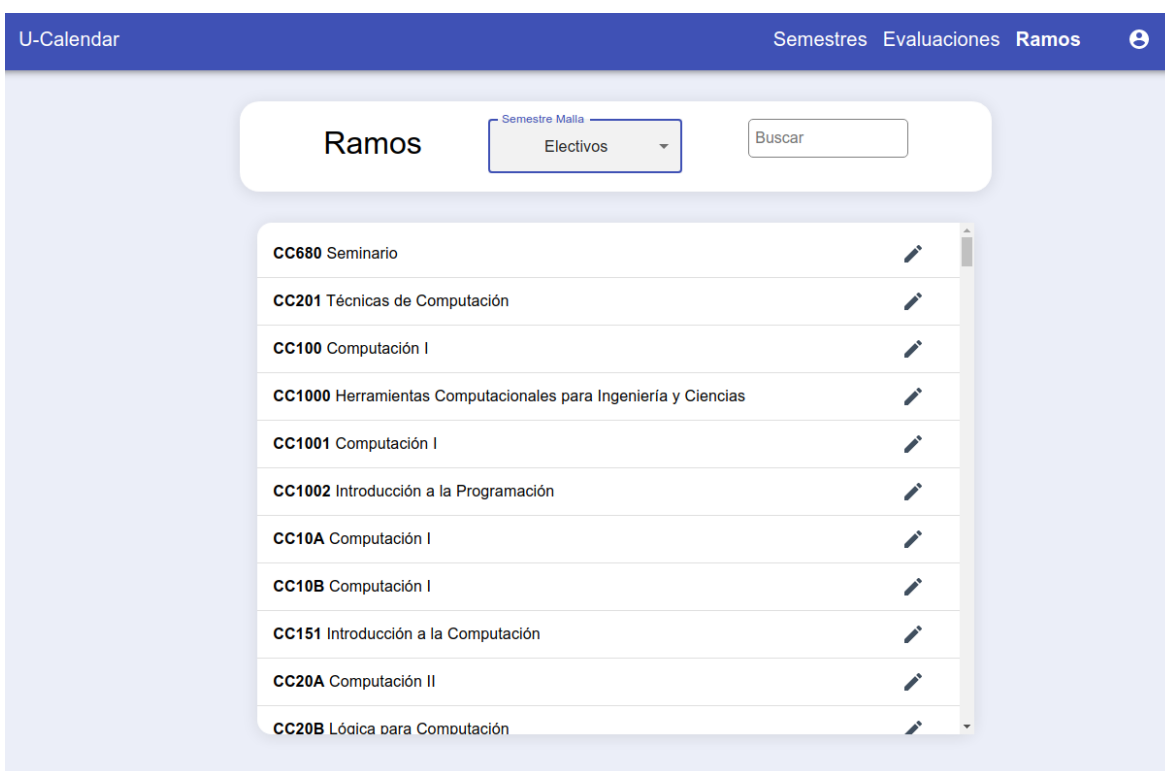 U-Calendar Semestres Evaluaciones Ramos
Semestre Malla
Ramos Electivos Buscar
CC680 Seminario
CC201 Técnicas de Computación
CC100 Computación I
CC1000 Herramientas Computacionales para Ingeniería y Ciencias
CC1001 Computación I
CC1002 Introducción a la Programación
CC10A Computación I
CC10B Computación I
CC151 Introducción a la Computación
CC20A Computación II
CC20B Lógica para Computación